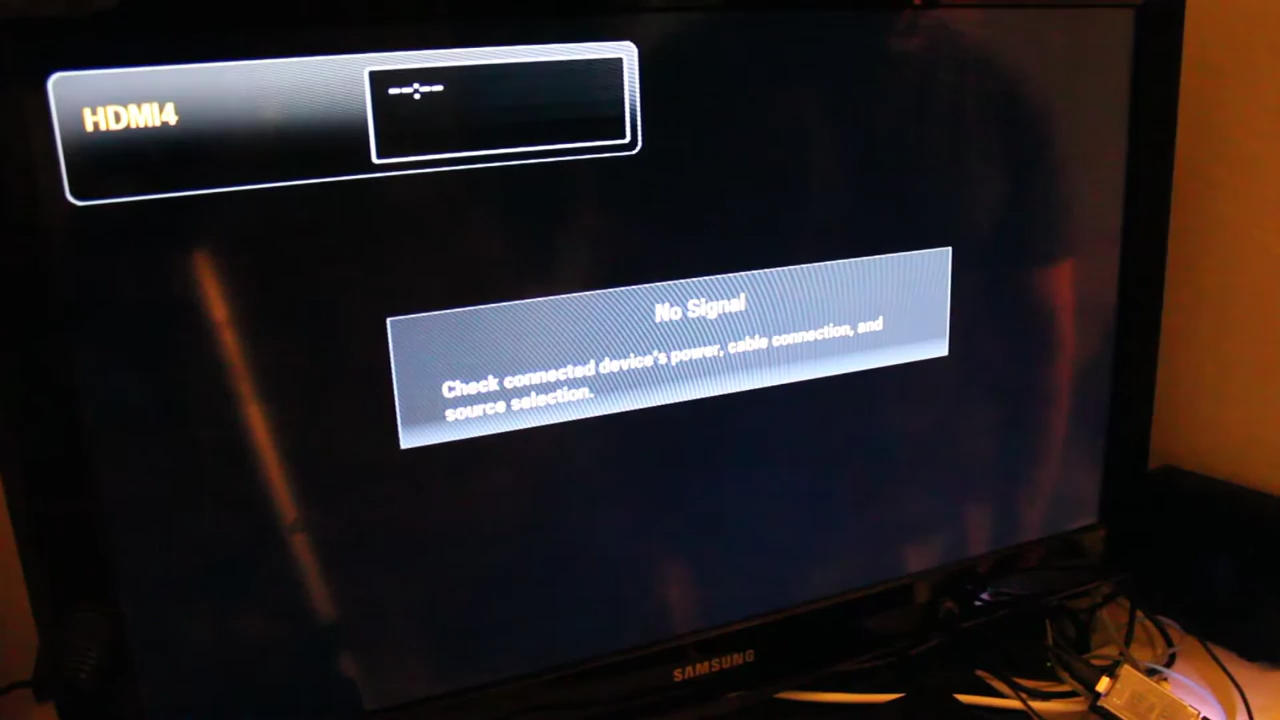 HDMI4
--:--
No Signal
Check connected device's power, cable connection, and
source selection.
SAMSUNG